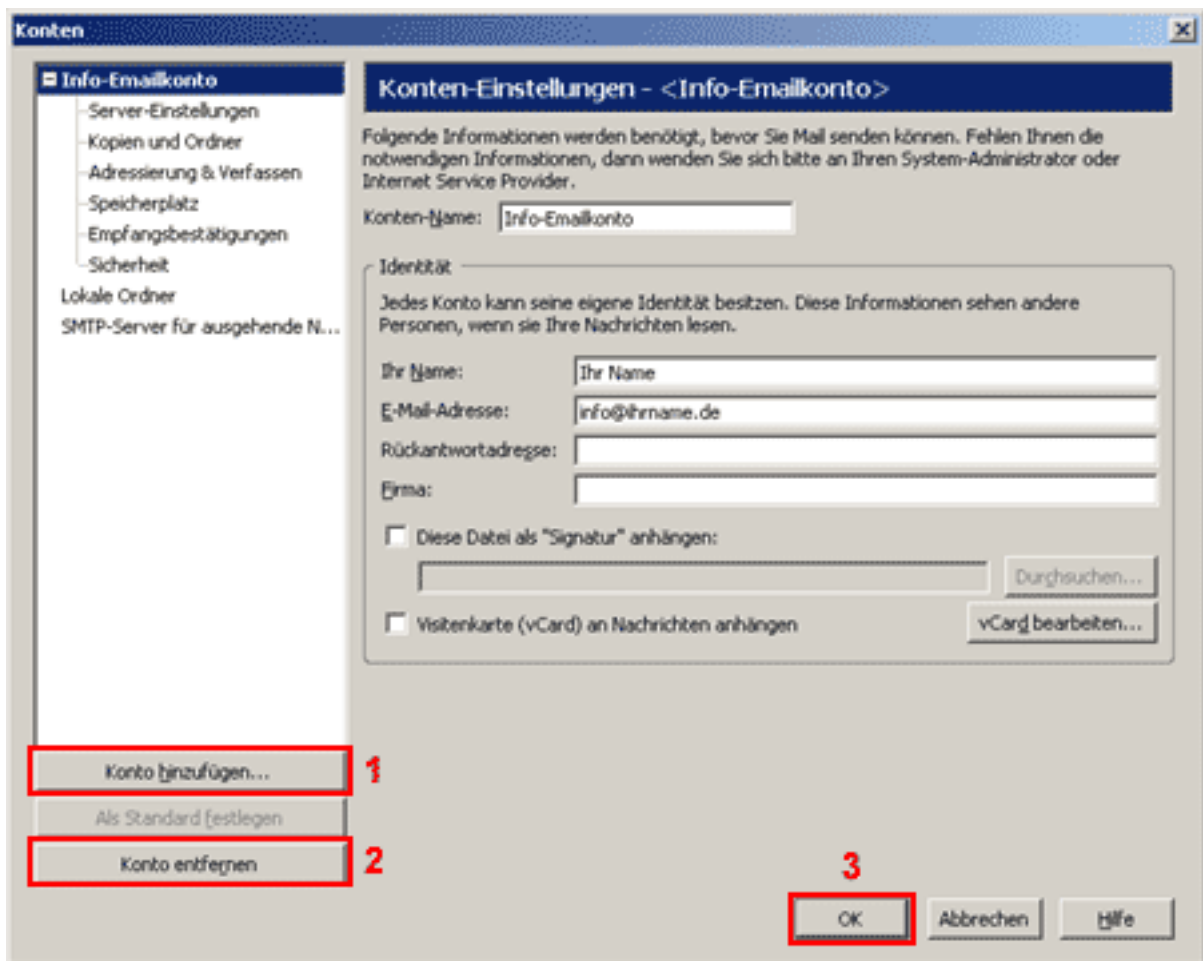 Konten
Info-Emailkonto
Server-Einstellungen
Kopien und Ordner
Adressierung & Verfassen
Speicherplatz
Empfangsbestätigungen
Sicherheit
Lokale Ordner
SMTP-Server für ausgehende N...
Konto hinzufügen...
1
Als Standard festlegen
Konto entfernen
2
Konten-Einstellungen - <Info-Emailkonto>
Folgende Informationen werden benötigt, bevor Sie Mail senden können. Fehlen Ihnen die
notwendigen Informationen, dann wenden Sie sich bitte an Ihren System-Administrator oder
Internet Service Provider.
Konten-Name: Info-Emailkonto
Identität
Jedes Konto kann seine eigene Identität besitzen. Diese Informationen sehen andere
Personen, wenn sie Ihre Nachrichten lesen.
Ihr Name: Ihr Name
E-Mail-Adresse: info@ihrname.de
Rückantwortadresse:
Firma:
Diese Datei als "Signatur" anhängen:
Durchsuchen...
Visitenkarte (vCard) an Nachrichten anhängen
vCard bearbeiten...
3
OK
Abbrechen
Hilfe